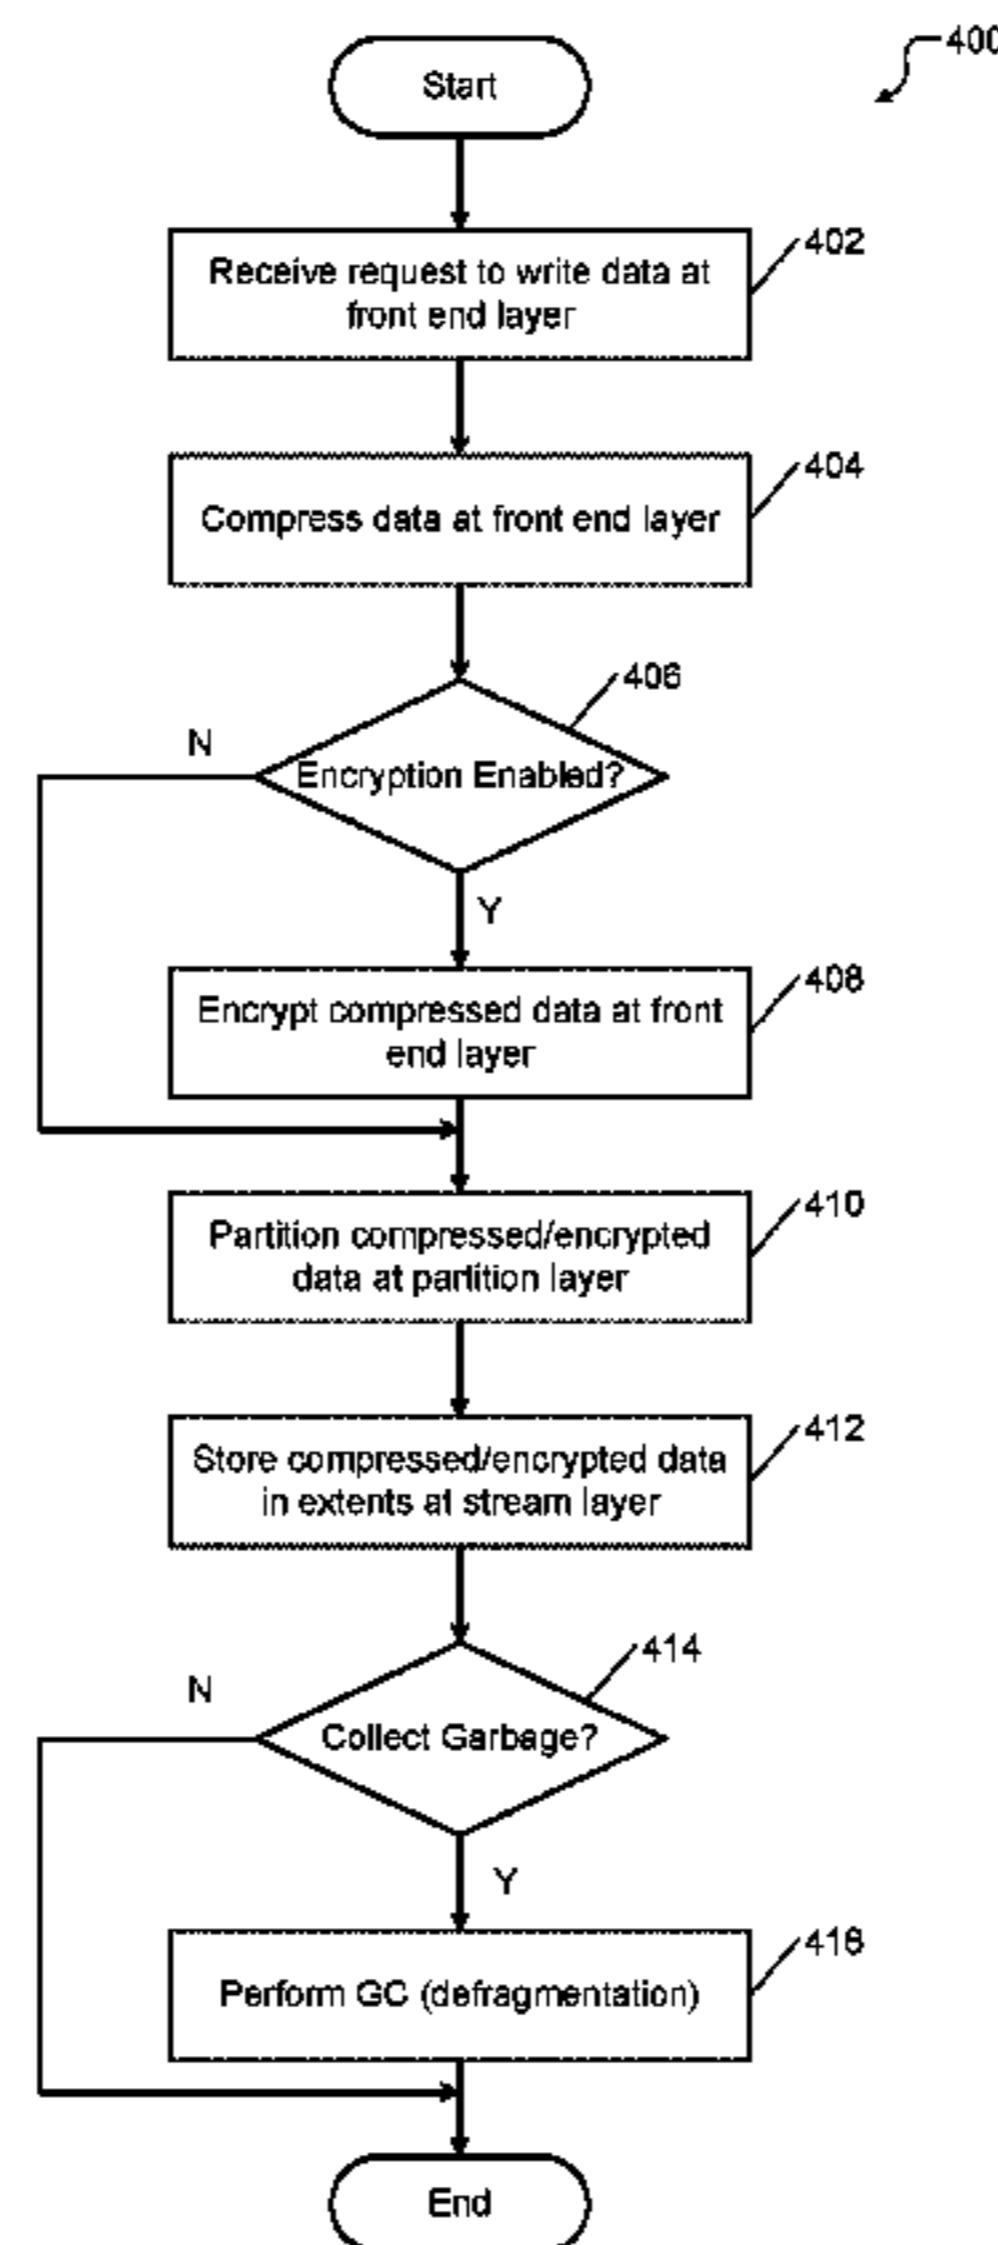 400
Start
402
Receive request to write data at
front end layer
404
Compress data at front end layer
406
N
Encryption Enabled?
Y
408
Encrypt compressed data at front
end layer
410
Partition compressed/encrypted
data at partition layer
412
Store compressed/encrypted data
in extents at stream layer
414
N
Collect Garbage?
Y
416
Perform GC (defragmentation)
End